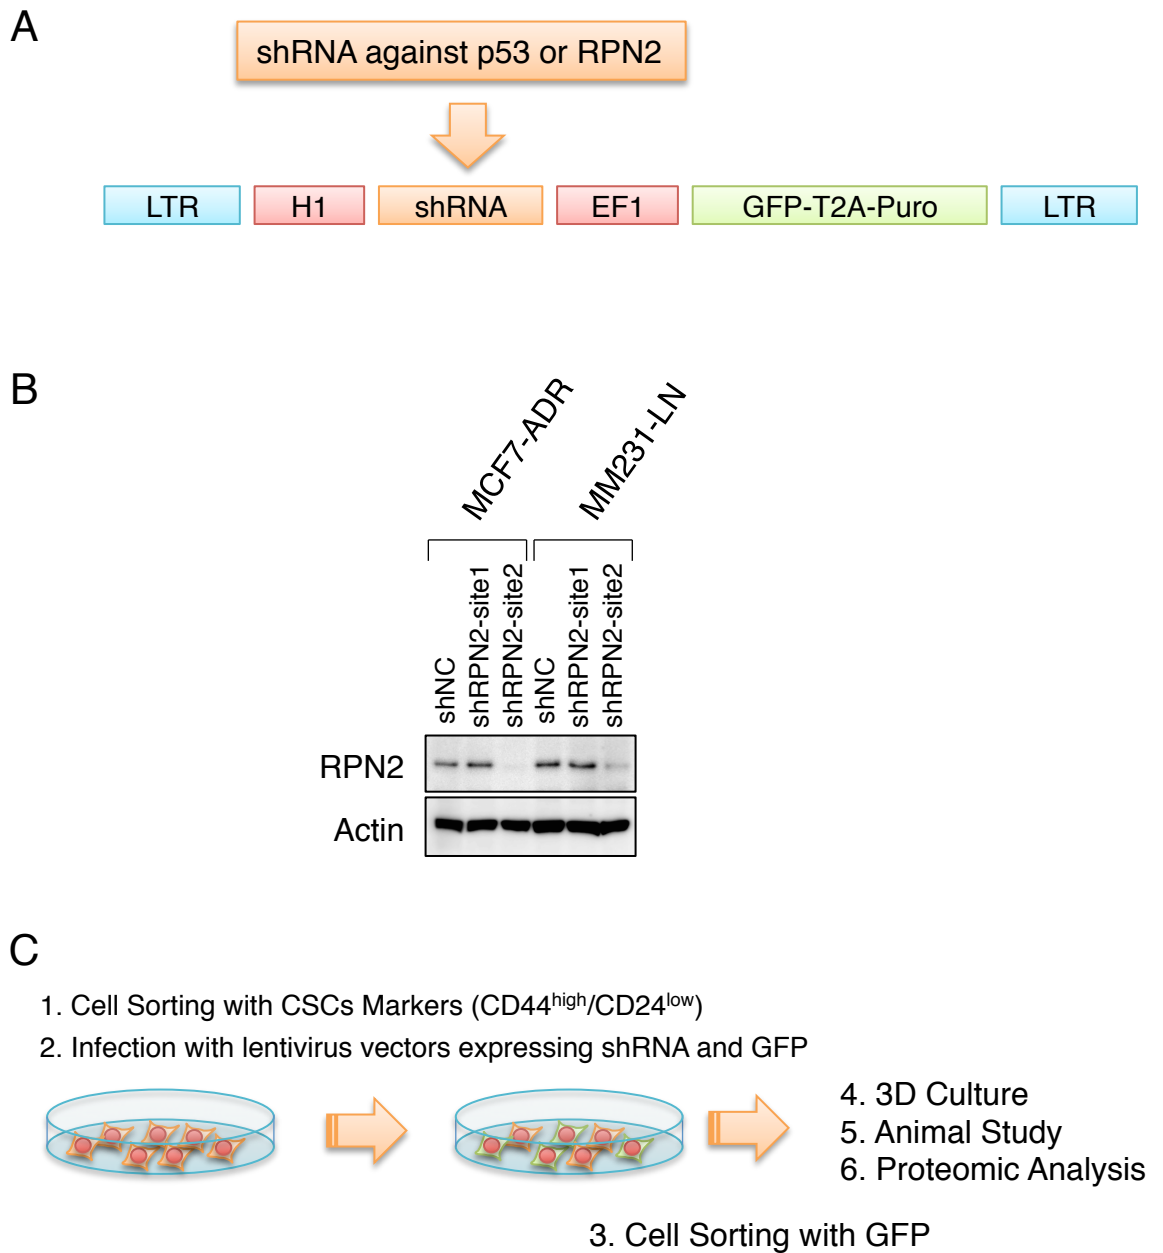 A
shRNA against p53 or RPN2
LTR H1 shRNA EF1 GFP-T2A-Puro LTR
B
MCF7-ADR MM231-LN
shNC shRPN2-site1 shRPN2-site2 shNC shRPN2-site1 shRPN2-site2
RPN2
Actin
C
1. Cell Sorting with CSCs Markers (CD44high/CD24low)
2. Infection with lentivirus vectors expressing shRNA and GFP
4. 3D Culture
5. Animal Study
6. Proteomic Analysis
3. Cell Sorting with GFP